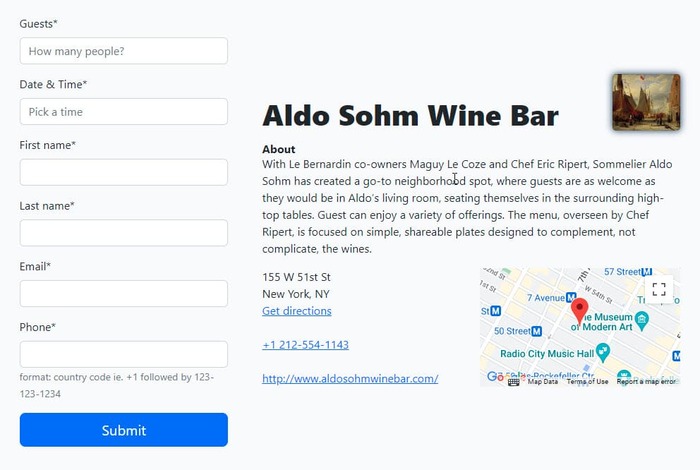 Guests*
How many people?
Date & Time*
Pick a time
First name*
Last name*
Email*
Phone*
format: country code ie. +1 followed by 123-
123-1234
Submit
Aldo Sohm Wine Bar
About
With Le Bernardin co-owners Maguy Le Coze and Chef Eric Ripert, Sommelier Aldo
Sohm has created a go-to neighborhood spot, where guests are as welcome as
they would be in Aldo's living room, seating themselves in the surrounding high-
top tables. Guest can enjoy a variety of offerings. The menu, overseen by Chef
Ripert, is focused on simple, shareable plates designed to complement, not
complicate, the wines.
155 W 51st St
New York, NY
Get directions
+1 212-554-1143
http://www.aldosohmwinebar.com/
57 Street
7th
1st St
W 54th St
7 Avenue
St
The Museum
of Modern Art
50 Street
Radio City Music Hall
Rockefeller Ctr
Map Data
Terms of Use
Report a map error